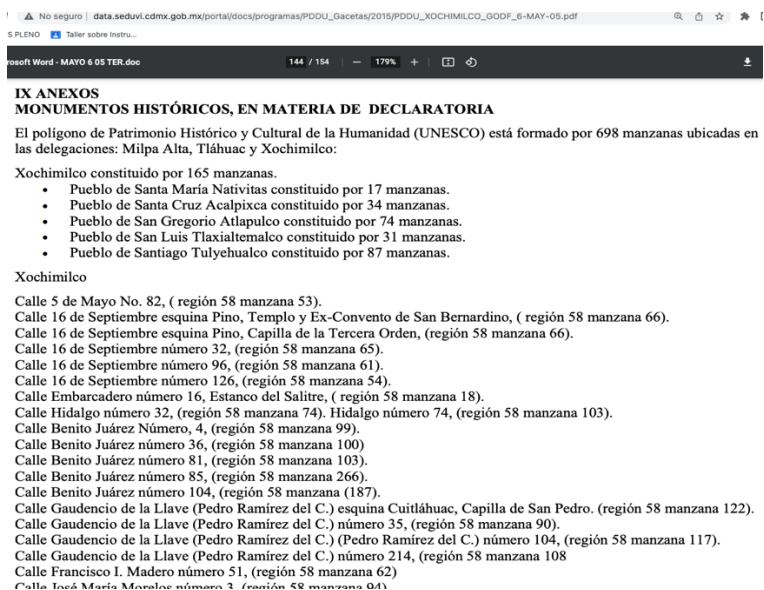 No seguro | data.seduvi.cdmx.gob.mx/portal/docs/programas/PDDU_Gacetas/2015/PDDU_XOCHIMILCO_GODF_6-MAY-05.pdf
S PLENO Taller sobre Instru...
rosoft Word - MAYO 6 05 TER.doc 144 / 154 | — 179% + |
IX ANEXOS
MONUMENTOS HISTÓRICOS, EN MATERIA DE DECLARATORIA
El polígono de Patrimonio Histórico y Cultural de la Humanidad (UNESCO) está formado por 698 manzanas ubicadas en
las delegaciones: Milpa Alta, Tláhuac y Xochimilco:
Xochimilco constituido por 165 manzanas.
• Pueblo de Santa María Nativitas constituido por 17 manzanas.
• Pueblo de Santa Cruz Acalpixca constituido por 34 manzanas.
• Pueblo de San Gregorio Atlapulco constituido por 74 manzanas.
• Pueblo de San Luis Tlaxialtemalco constituido por 31 manzanas.
• Pueblo de Santiago Tulyehualco constituido por 87 manzanas.
Xochimilco
Calle 5 de Mayo No. 82, ( región 58 manzana 53).
Calle 16 de Septiembre esquina Pino, Templo y Ex-Convento de San Bernardino, ( región 58 manzana 66).
Calle 16 de Septiembre esquina Pino, Capilla de la Tercera Orden, (región 58 manzana 66).
Calle 16 de Septiembre número 32, (región 58 manzana 65).
Calle 16 de Septiembre número 96, (región 58 manzana 61).
Calle 16 de Septiembre número 126, (región 58 manzana 54).
Calle Embarcadero número 16, Estanco del Salitre, ( región 58 manzana 18).
Calle Hidalgo número 32, (región 58 manzana 74). Hidalgo número 74, (región 58 manzana 103).
Calle Benito Juárez Número, 4, (región 58 manzana 99).
Calle Benito Juárez número 36, (región 58 manzana 100)
Calle Benito Juárez número 81, (región 58 manzana 103).
Calle Benito Juárez número 85, (región 58 manzana 266).
Calle Benito Juárez número 104, (región 58 manzana (187).
Calle Gaudencio de la Llave (Pedro Ramírez del C.) esquina Cuitláhuac, Capilla de San Pedro. (región 58 manzana 122).
Calle Gaudencio de la Llave (Pedro Ramírez del C.) número 35, (región 58 manzana 90).
Calle Gaudencio de la Llave (Pedro Ramírez del C.) (Pedro Ramírez del C.) número 104, (región 58 manzana 117).
Calle Gaudencio de la Llave (Pedro Ramírez del C.) número 214, (región 58 manzana 108
Calle Francisco I. Madero número 51, (región 58 manzana 62)
Calle José María Morelos número 3, (región 58 manzana 94)